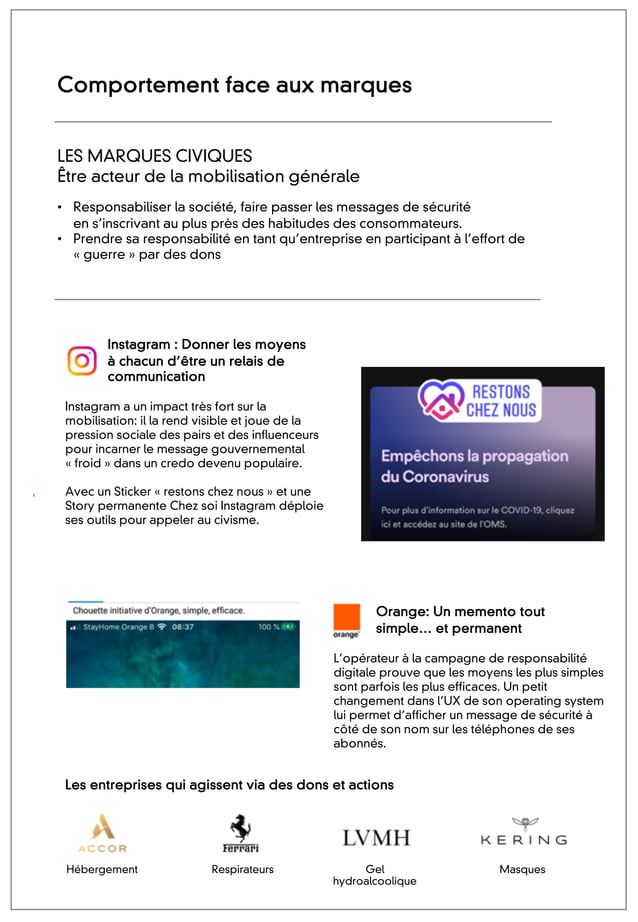 Comportement face aux marques
LES MARQUES CIVIQUES
Être acteur de la mobilisation générale
• Responsabiliser la société, faire passer les messages de sécurité
en s'inscrivant au plus près des habitudes des consommateurs.
• Prendre sa responsabilité en tant qu'entreprise en participant à l'effort de
« guerre » par des dons
Instagram : Donner les moyens
à chacun d'être un relais de
communication
Instagram a un impact très fort sur la
mobilisation: il la rend visible et joue de la
pression sociale des pairs et des influenceurs
pour incarner le message gouvernemental
« froid » dans un credo devenu populaire.
Avec un Sticker « restons chez nous » et une
Story permanente Chez soi Instagram déploie
ses outils pour appeler au civisme.
RESTONS
CHEZ NOUS
Empêchons la propagation
du Coronavirus
Pour plus d'information sur le COVID-19, cliquez
ici et accédez au site de l'OMS.
Chouette initiative d'Orange, simple, efficace.
StayHome Orange B 08:37 100 %
orange
Orange: Un memento tout
simple... et permanent
L'opérateur à la campagne de responsabilité
digitale prouve que les moyens les plus simples
sont parfois les plus efficaces. Un petit
changement dans l'UX de son operating system
lui permet d'afficher un message de sécurité à
côté de son nom sur les téléphones de ses
abonnés.
Les entreprises qui agissent via des dons et actions
ACCOR
Ferrari
LVMH
KERING
Hébergement
Respirateurs
Gel
hydroalcoolique
Masques